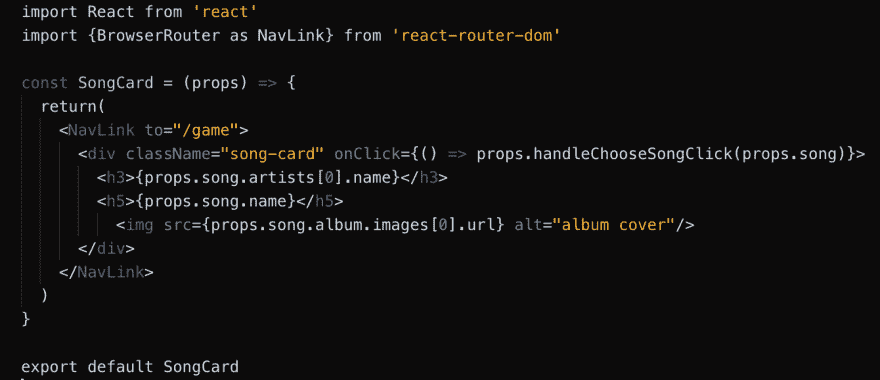 import React from 'react'
import {BrowserRouter as NavLink} from 'react-router-dom'
const SongCard = (props) => {
return(
<NavLink to="/game">
<div className="song-card" onClick={() => props.handleChooseSongClick(props.song)}>
<h3>{props.song.artists[0].name}</h3>
<h5>{props.song.name}</h5>
<img src={props.song.album.images[0].url} alt="album cover"/>
</div>
</NavLink>
)
}
export default SongCard